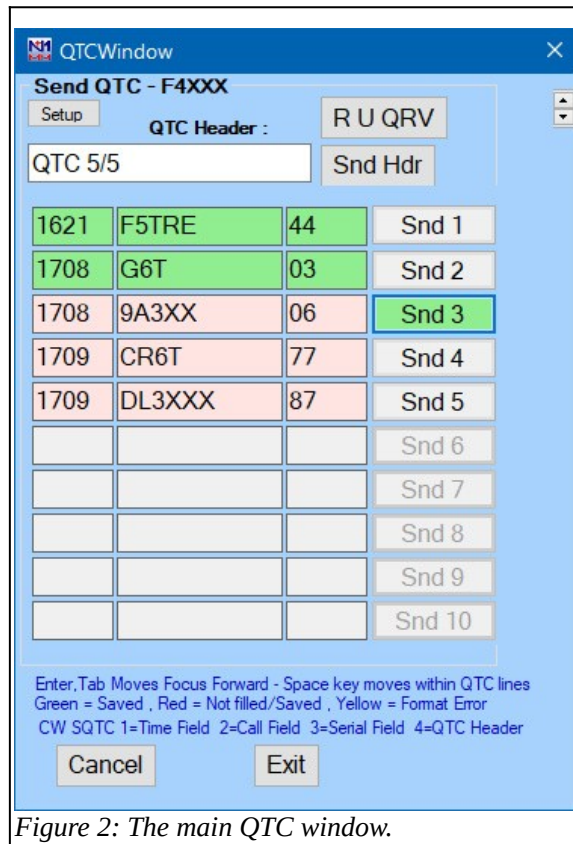 QTCWindow
Send QTC - F4XXX
Setup
QTC Header :
R U QRV
QTC 5/5
Snd Hdr
1621 F5TRE 44 Snd 1
1708 G6T 03 Snd 2
1708 9A3XX 06 Snd 3
1709 CR6T 77 Snd 4
1709 DL3XXX 87 Snd 5
Snd 6
Snd 7
Snd 8
Snd 9
Snd 10
Enter,Tab Moves Focus Forward - Space key moves within QTC lines
Green = Saved , Red = Not filled/Saved , Yellow = Format Error
CW SQTC 1=Time Field 2=Call Field 3=Serial Field 4=QTC Header
Cancel Exit
Figure 2: The main QTC window.